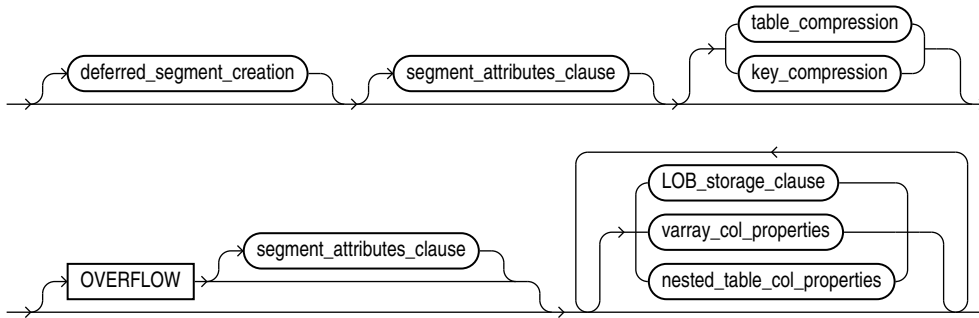 deferred_segment_creation
segment_attributes_clause
table_compression
key_compression
OVERFLOW
segment_attributes_clause
LOB_storage_clause
varray_col_properties
nested_table_col_properties